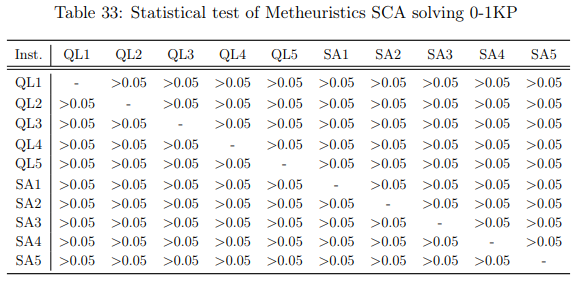 Table 33: Statistical test of Metheuristics SCA solving 0-1KP
Inst. QL1 QL2 QL3 QL4 QL5 SA1 SA2 SA3 SA4 SA5
QL1 - >0.05 >0.05 >0.05 >0.05 >0.05 >0.05 >0.05 >0.05 >0.05
QL2 >0.05 - >0.05 >0.05 >0.05 >0.05 >0.05 >0.05 >0.05 >0.05
QL3 >0.05 >0.05 - >0.05 >0.05 >0.05 >0.05 >0.05 >0.05 >0.05
QL4 >0.05 >0.05 >0.05 - >0.05 >0.05 >0.05 >0.05 >0.05 >0.05
QL5 >0.05 >0.05 >0.05 >0.05 - >0.05 >0.05 >0.05 >0.05 >0.05
SA1 >0.05 >0.05 >0.05 >0.05 >0.05 - >0.05 >0.05 >0.05 >0.05
SA2 >0.05 >0.05 >0.05 >0.05 >0.05 >0.05 - >0.05 >0.05 >0.05
SA3 >0.05 >0.05 >0.05 >0.05 >0.05 >0.05 >0.05 - >0.05 >0.05
SA4 >0.05 >0.05 >0.05 >0.05 >0.05 >0.05 >0.05 >0.05 - >0.05
SA5 >0.05 >0.05 >0.05 >0.05 >0.05 >0.05 >0.05 >0.05 >0.05 -